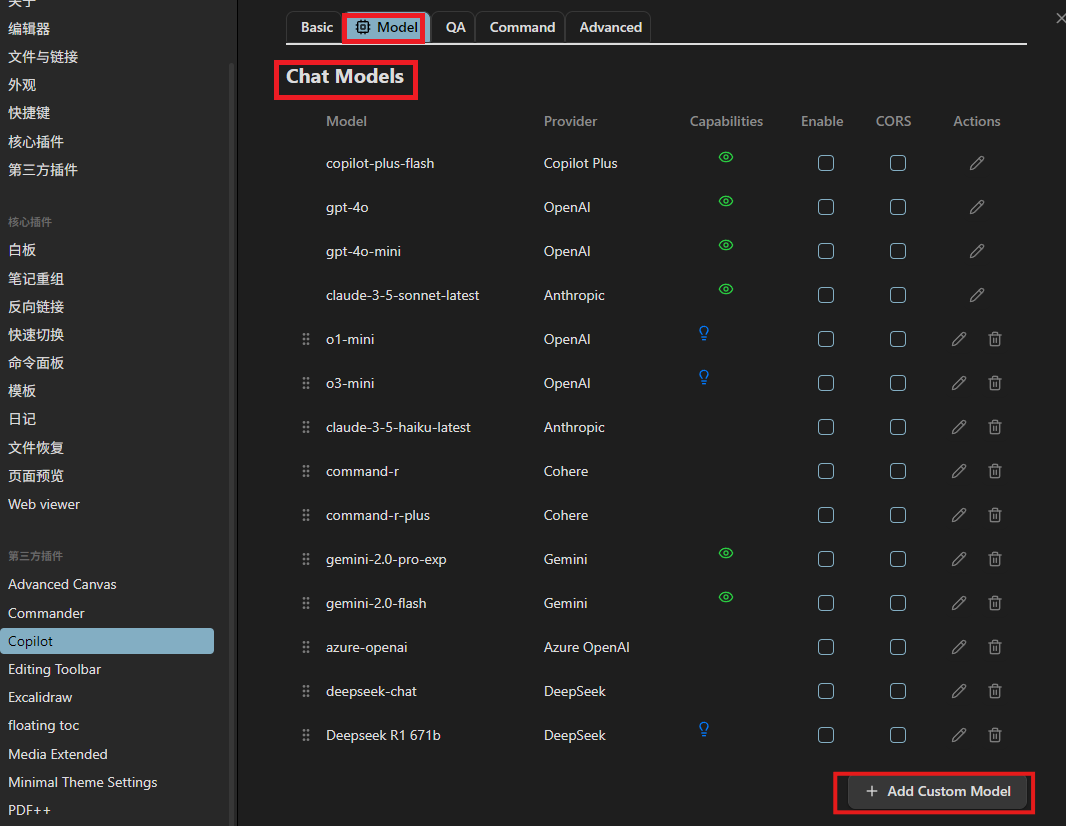 关于
编辑器
文件与链接
外观
快捷键
核心插件
第三方插件
核心插件
白板
笔记重组
反向链接
快速切换
命令面板
模板
日记
文件恢复
页面预览
Web viewer
第三方插件
Advanced Canvas
Commander
Copilot
Editing Toolbar
Excalidraw
floating toc
Media Extended
Minimal Theme Settings
PDF++
Basic Model QA Command Advanced
Chat Models
Model Provider Capabilities Enable CORS Actions
copilot-plus-flash Copilot Plus
gpt-4o OpenAI
gpt-4o-mini OpenAI
claude-3-5-sonnet-latest Anthropic
o1-mini OpenAI
o3-mini OpenAI
claude-3-5-haiku-latest Anthropic
command-r Cohere
command-r-plus Cohere
gemini-2.0-pro-exp Gemini
gemini-2.0-flash Gemini
azure-openai Azure OpenAI
deepseek-chat DeepSeek
Deepseek R1 671b DeepSeek
+ Add Custom Model